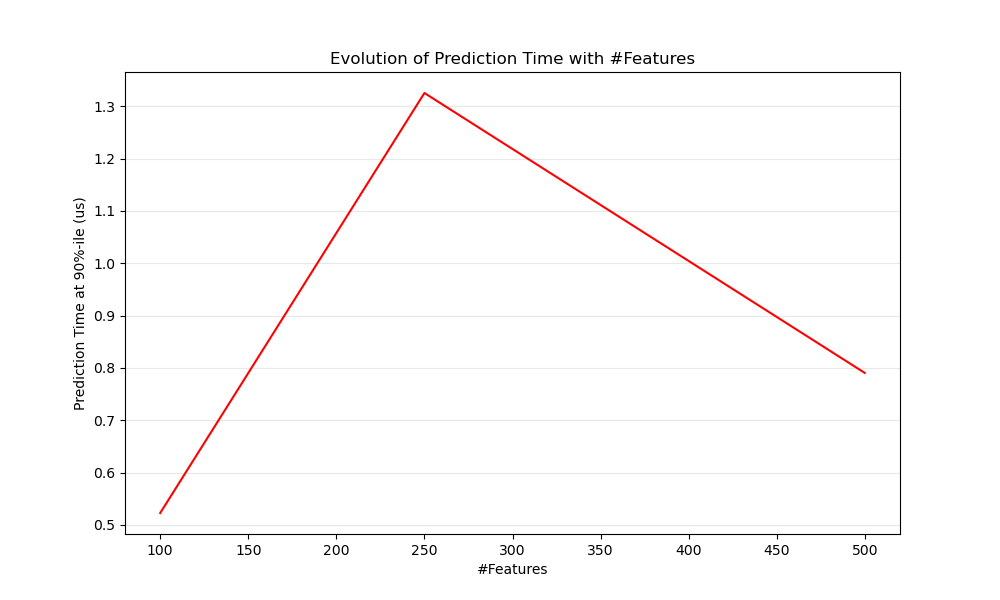 Evolution of Prediction Time with #Features
Prediction Time at 90%-ile (us)
1.3
1.2
1.1
1.0
0.9
0.8
0.7
0.6
0.5
100 150 200 250 300 350 400 450 500
#Features